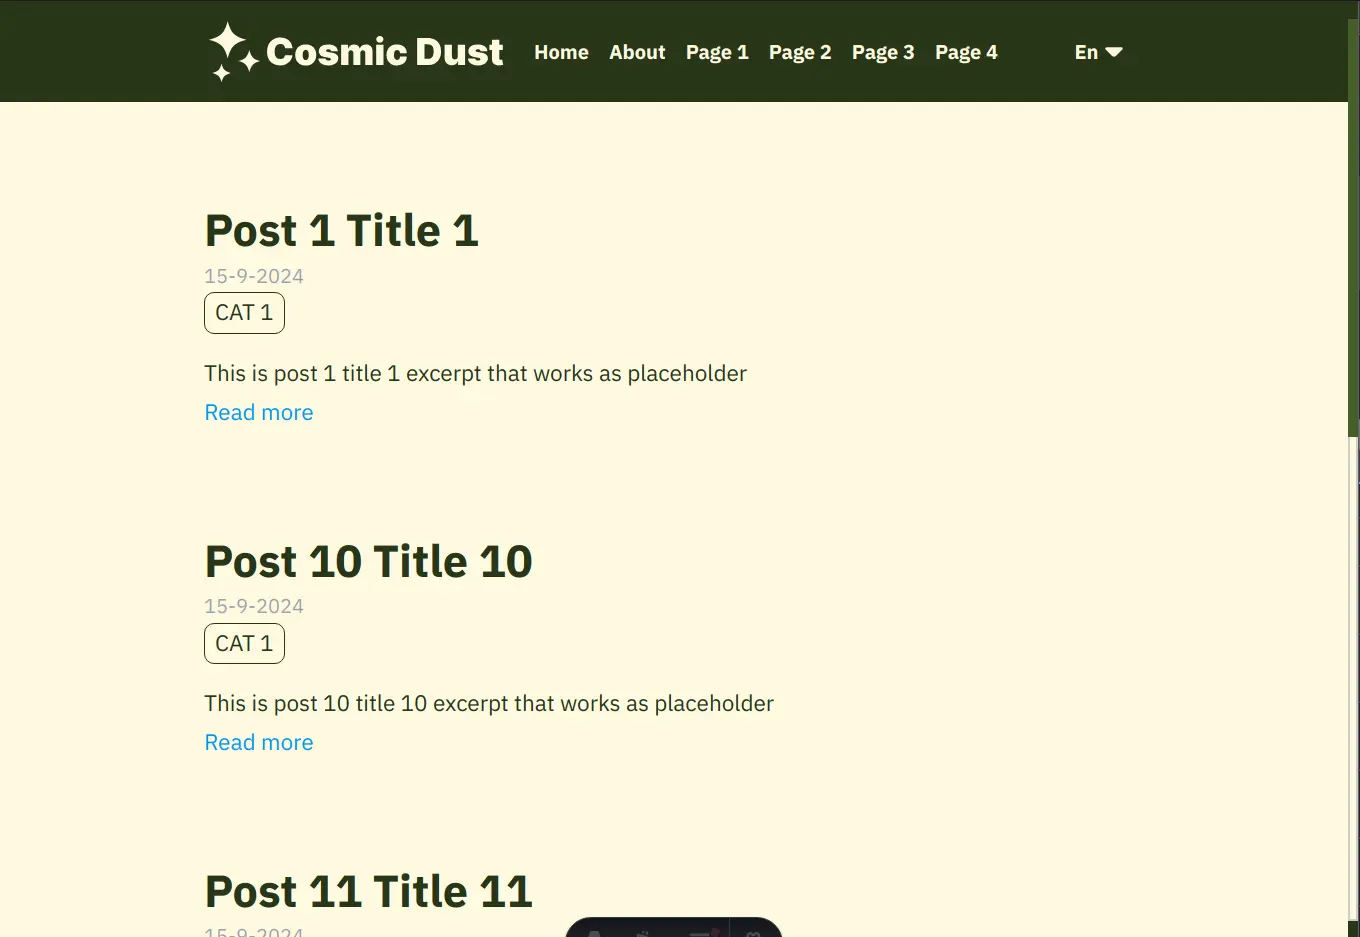 Cosmic Dust Home About Page 1 Page 2 Page 3 Page 4 En
Post 1 Title 1
15-9-2024
CAT 1
This is post 1 title 1 excerpt that works as placeholder
Read more
Post 10 Title 10
15-9-2024
CAT 1
This is post 10 title 10 excerpt that works as placeholder
Read more
Post 11 Title 11
15-9-2024